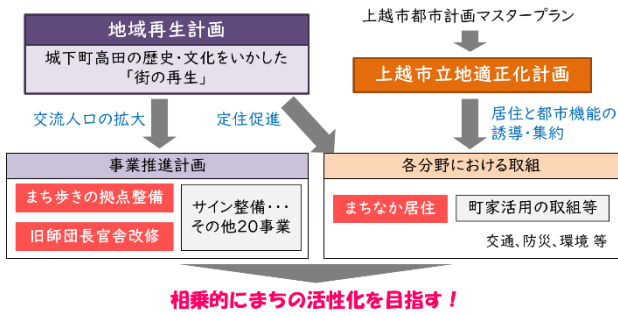 地域再生計画
城下町高田の歴史・文化をいかした
「街の再生」
上越市都市計画マスタープラン
上越市立地適正化計画
交流人口の拡大
定住促進
居住と都市機能の
誘導・集約
事業推進計画
まち歩きの拠点整備
旧師団長官舎改修
サイン整備・・・
その他20事業
各分野における取組
まちなか居住
町家活用の取組等
交通、防災、環境 等
相乗的にまちの活性化を目指す!